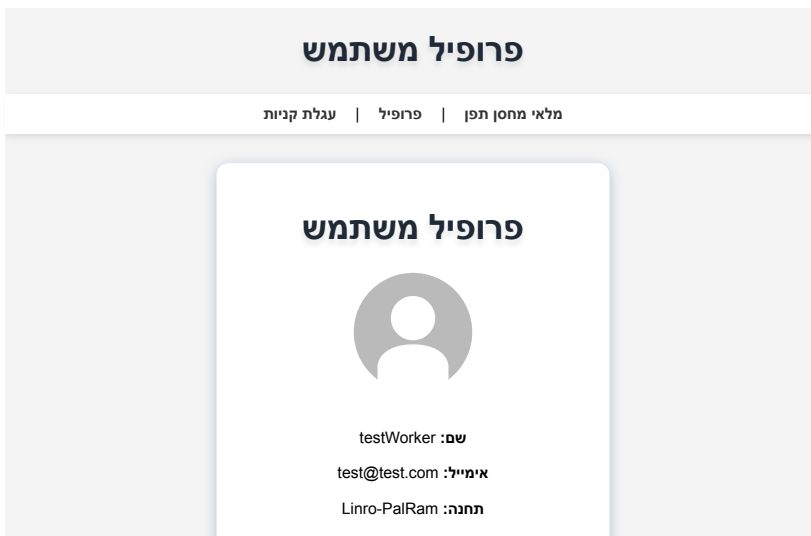 פרופיל משתמש
מלאי מחסן תפן | פרופיל | עגלת קניות
פרופיל משתמש
שם: testWorker
אימייל: test@test.com
תחנה: Linro-PalRam